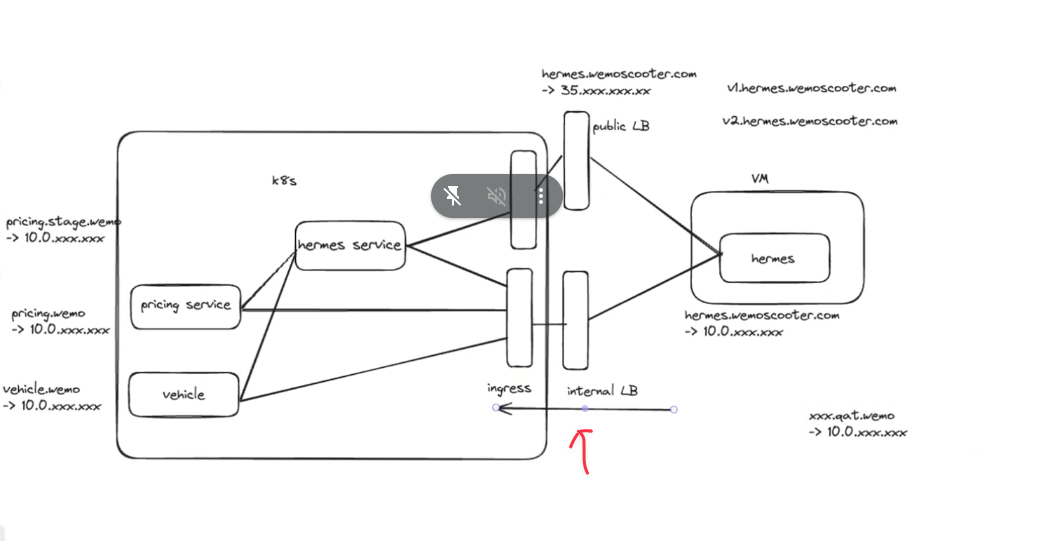 hermes.wemoscooter.com
-> 35.xxx.xxx.xx
v1.hermes.wemoscooter.com
v2.hermes.wemoscooter.com
public LB
k8s
VM
pricing.stage.wemo
-> 10.0.xxx.xxx
hermes service
hermes
pricing service
pricing.wemo
-> 10.0.xxx.xxx
hermes.wemoscooter.com
-> 10.0.xxx.xxx
vehicle.wemo
-> 10.0.xxx.xxx
vehicle
ingress
internal LB
xxx.qat.wemo
-> 10.0.xxx.xxx